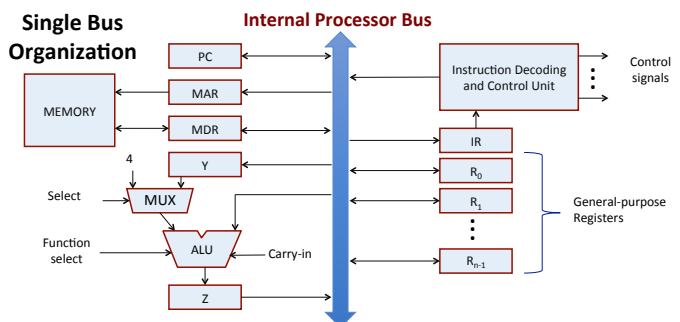 Single Bus
Organization
Internal Processor Bus
PC
MAR
MEMORY
MDR
Y
4
Select
MUX
Function
select
ALU
Carry-in
Z
Instruction Decoding
and Control Unit
Control
signals
IR
R0
R1
General-purpose
Registers
Rn-1